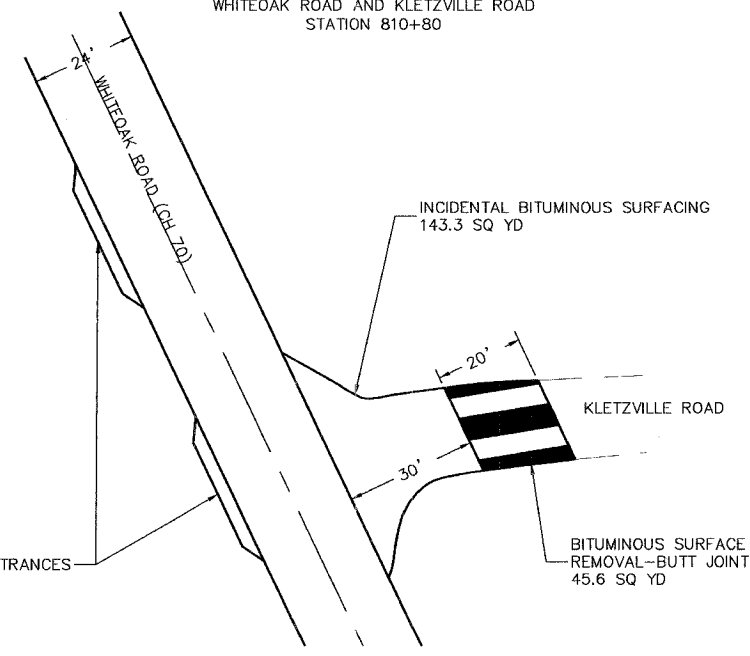 WHITEOAK ROAD AND KLETZVILLE ROAD
STATION 810+80
24'
WHITEOAK ROAD (CH 70)
INCIDENTAL BITUMINOUS SURFACING
143.3 SQ YD
20'
KLETZVILLE ROAD
30'
TRANCES
BITUMINOUS SURFACE
REMOVAL-BUTT JOINT
45.6 SQ YD